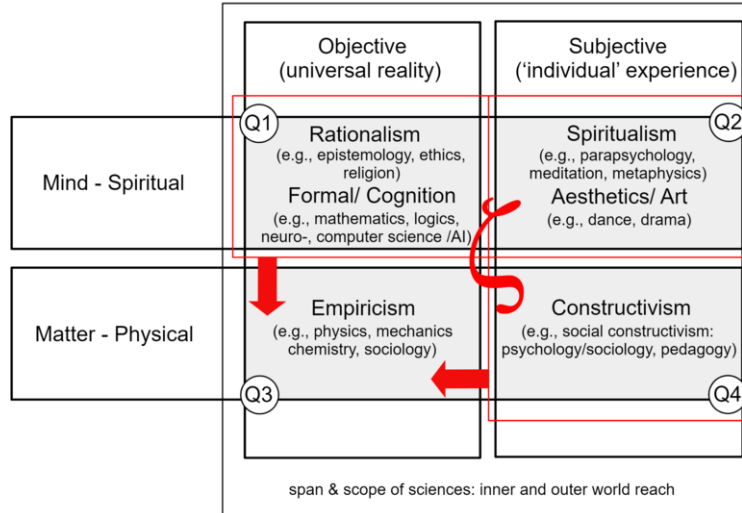 Objective
(universal reality)
Subjective
(‘individual’ experience)
Q1
Q2
Mind - Spiritual
Rationalism
(e.g., epistemology, ethics,
religion)
Formal/ Cognition
(e.g., mathematics, logics,
neuro-, computer science /AI)
Spiritualism
(e.g., parapsychology,
meditation, metaphysics)
Aesthetics/ Art
(e.g., dance, drama)
Matter - Physical
Empiricism
(e.g., physics, mechanics
chemistry, sociology)
Constructivism
(e.g., social constructivism:
psychology/sociology, pedagogy)
Q3
Q4
span & scope of sciences: inner and outer world reach